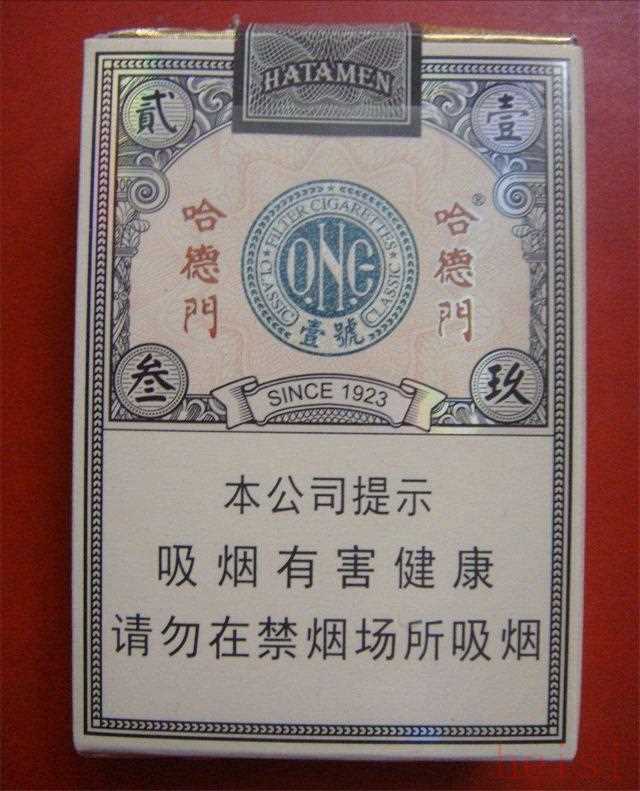 HATAMEN
壹
貳
哈德門
哈德門®
FILTER CIGARETTES
CLASSIC
O.N.E
CLASSIC
壹號
叁
玖
SINCE 1923
本公司提示
吸烟有害健康
请勿在禁烟场所吸烟